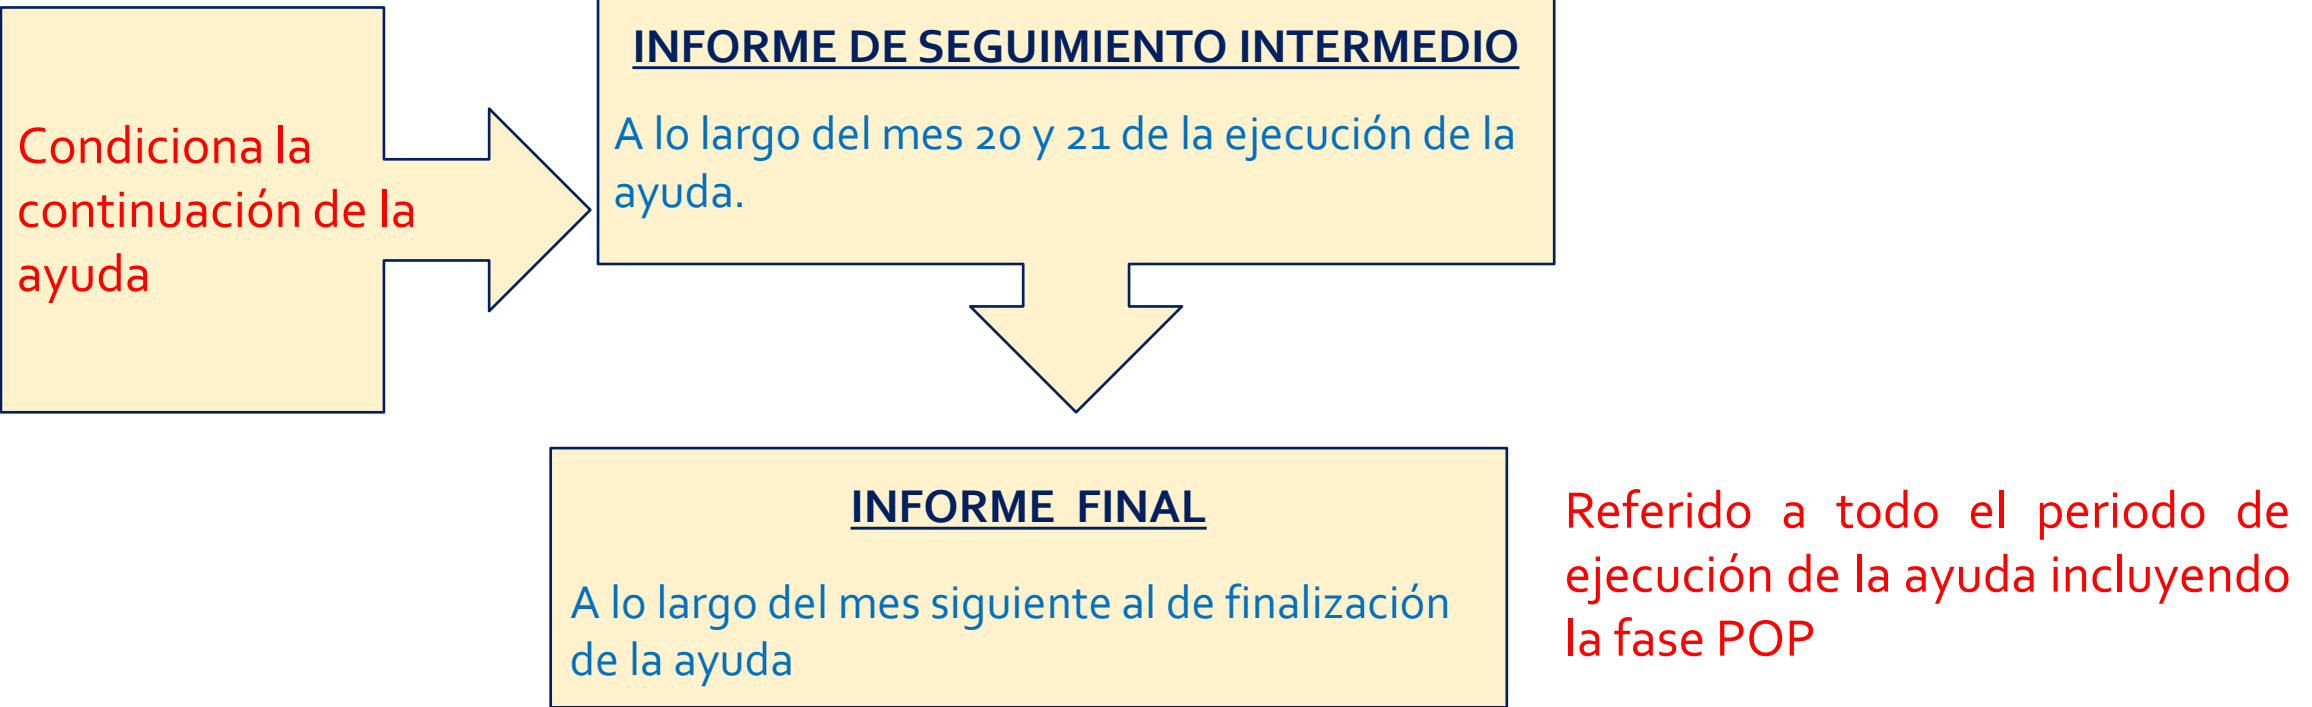 Condiciona la
continuación de la
ayuda
INFORME DE SEGUIMIENTO INTERMEDIO
A lo largo del mes 20 y 21 de la ejecución de la
ayuda.
INFORME FINAL
A lo largo del mes siguiente al de finalización
de la ayuda
Referido a todo el periodo de
ejecución de la ayuda incluyendo
la fase POP